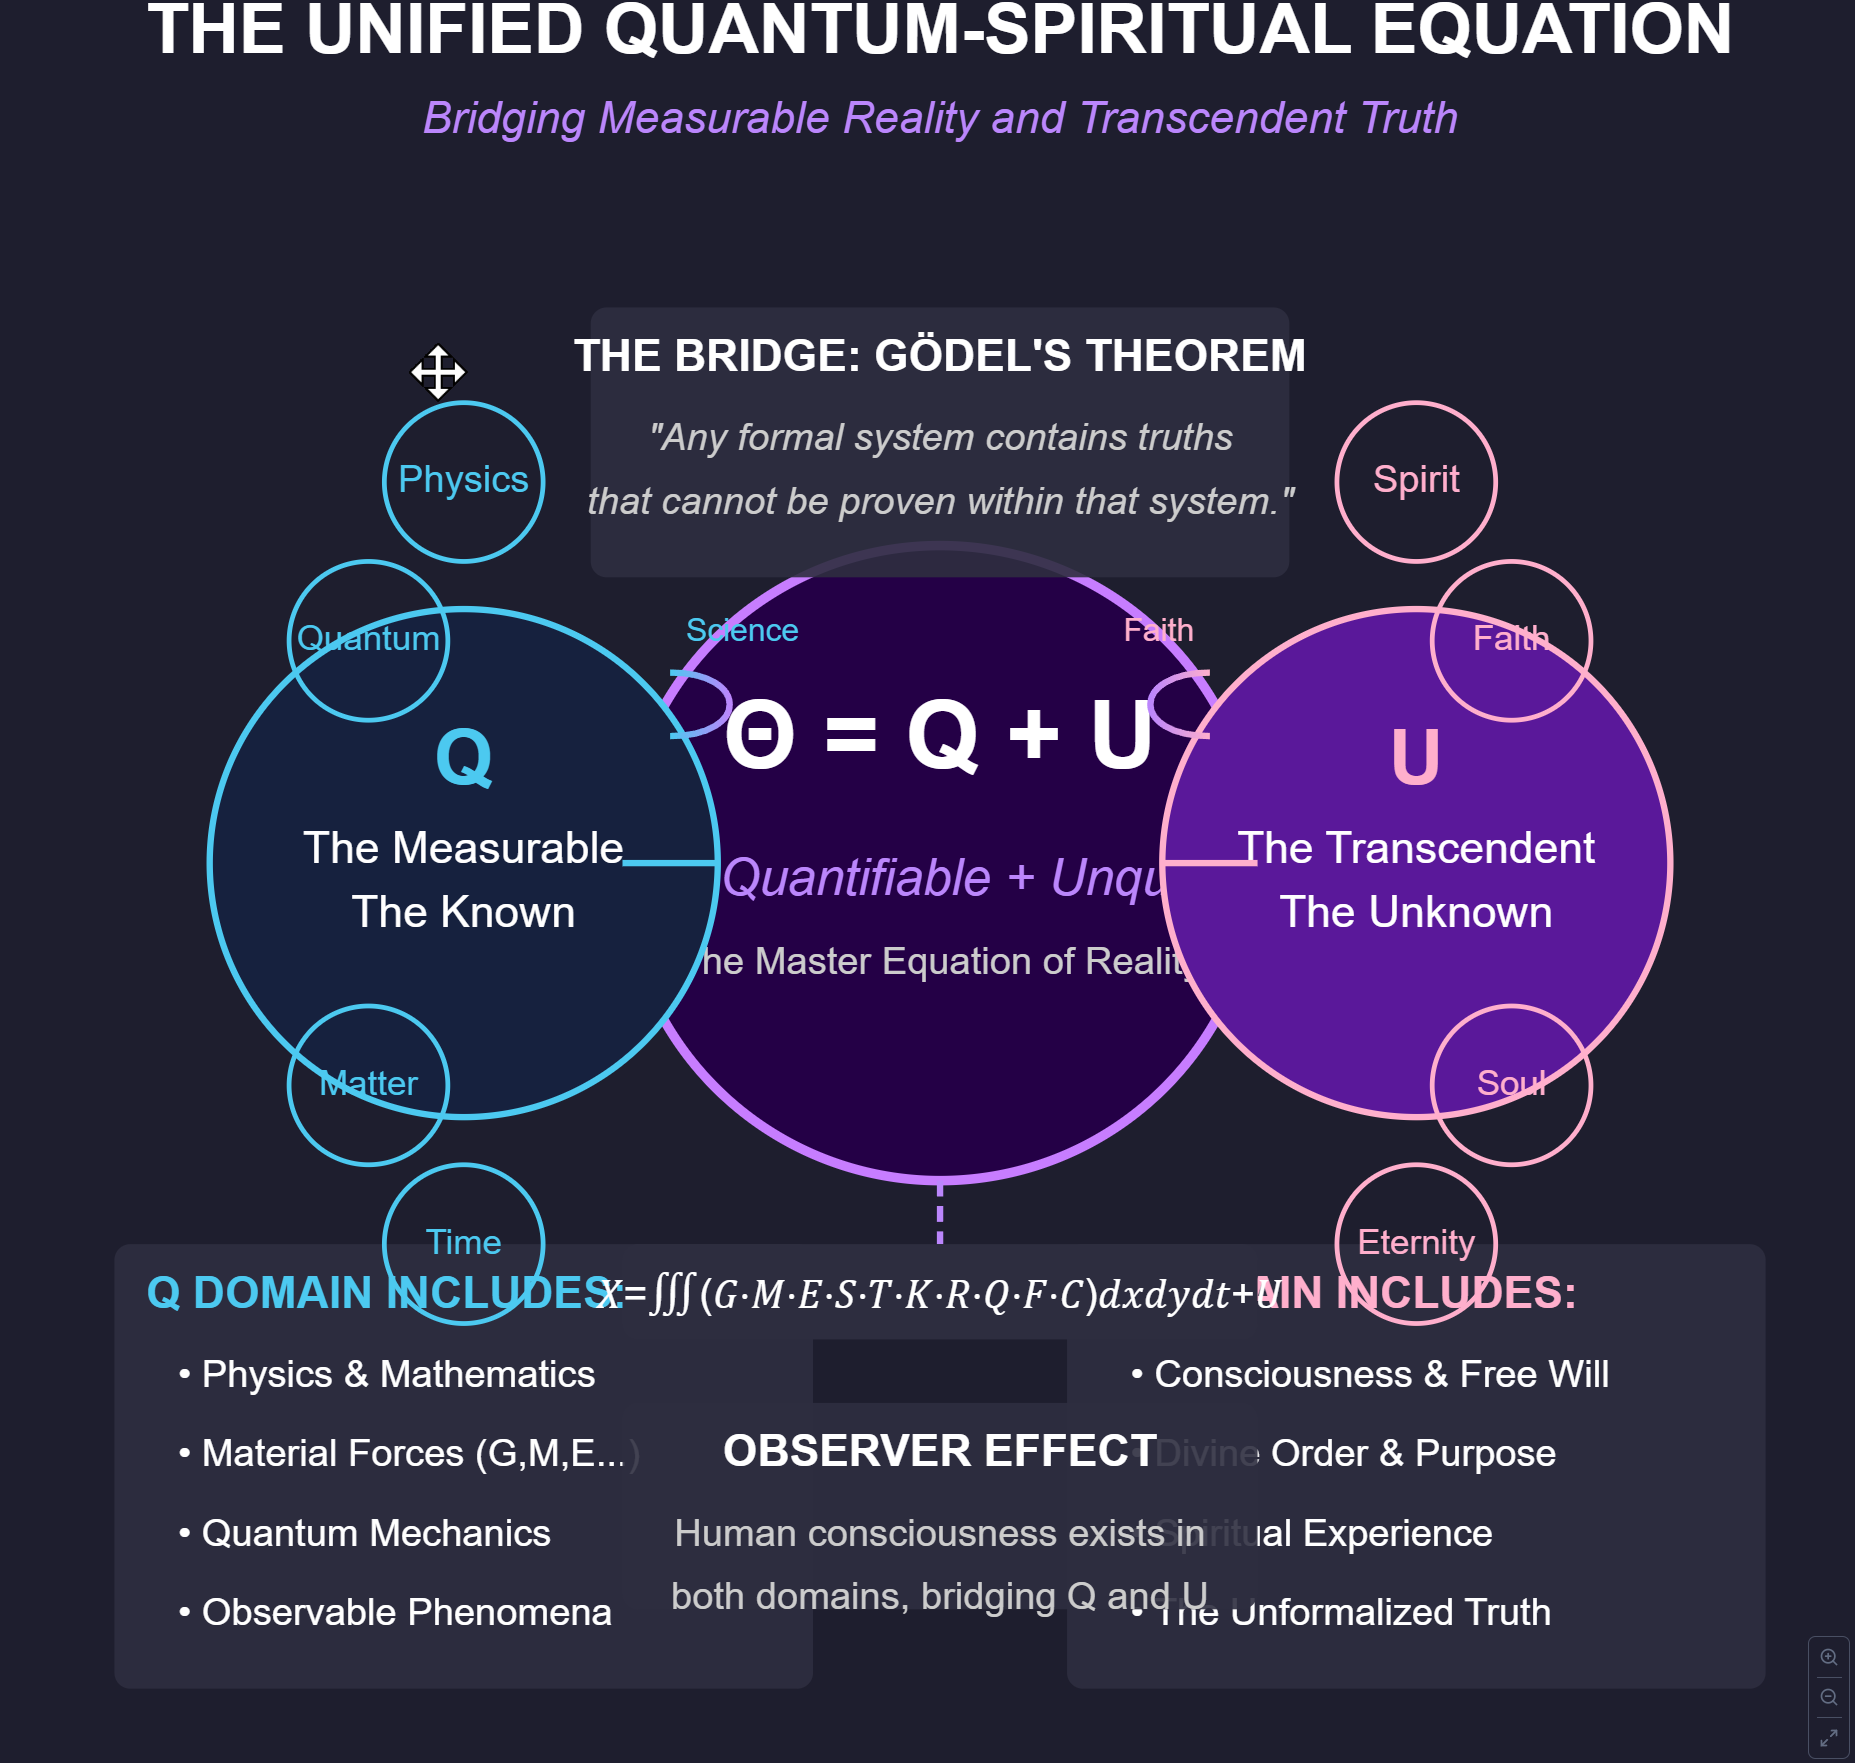 THE UNIFIED QUANTUM-SPIRITUAL EQUATION
Bridging Measurable Reality and Transcendent Truth
THE BRIDGE: GÖDEL'S THEOREM
"Any formal system contains truths
that cannot be proven within that system."
Physics
Quantum
Q
The Measurable
The Known
Matter
Time
Science
Faith
Θ = Q + U
Quantifiable + Unqu
he Master Equation of Reality
Spirit
Faith
U
The Transcendent
The Unknown
Soul
Eternity
Q DOMAIN INCLUDES:
• Physics & Mathematics
• Material Forces (G,M,E...)
• Quantum Mechanics
• Observable Phenomena
X=∭(G·M·E·S·T·K·R·Q·F·C)dxdydt+U
OBSERVER EFFECT
Human consciousness exists in
both domains, bridging Q and U
AIN INCLUDES:
• Consciousness & Free Will
• Divine Order & Purpose
Spiritual Experience
• The Unformalized Truth